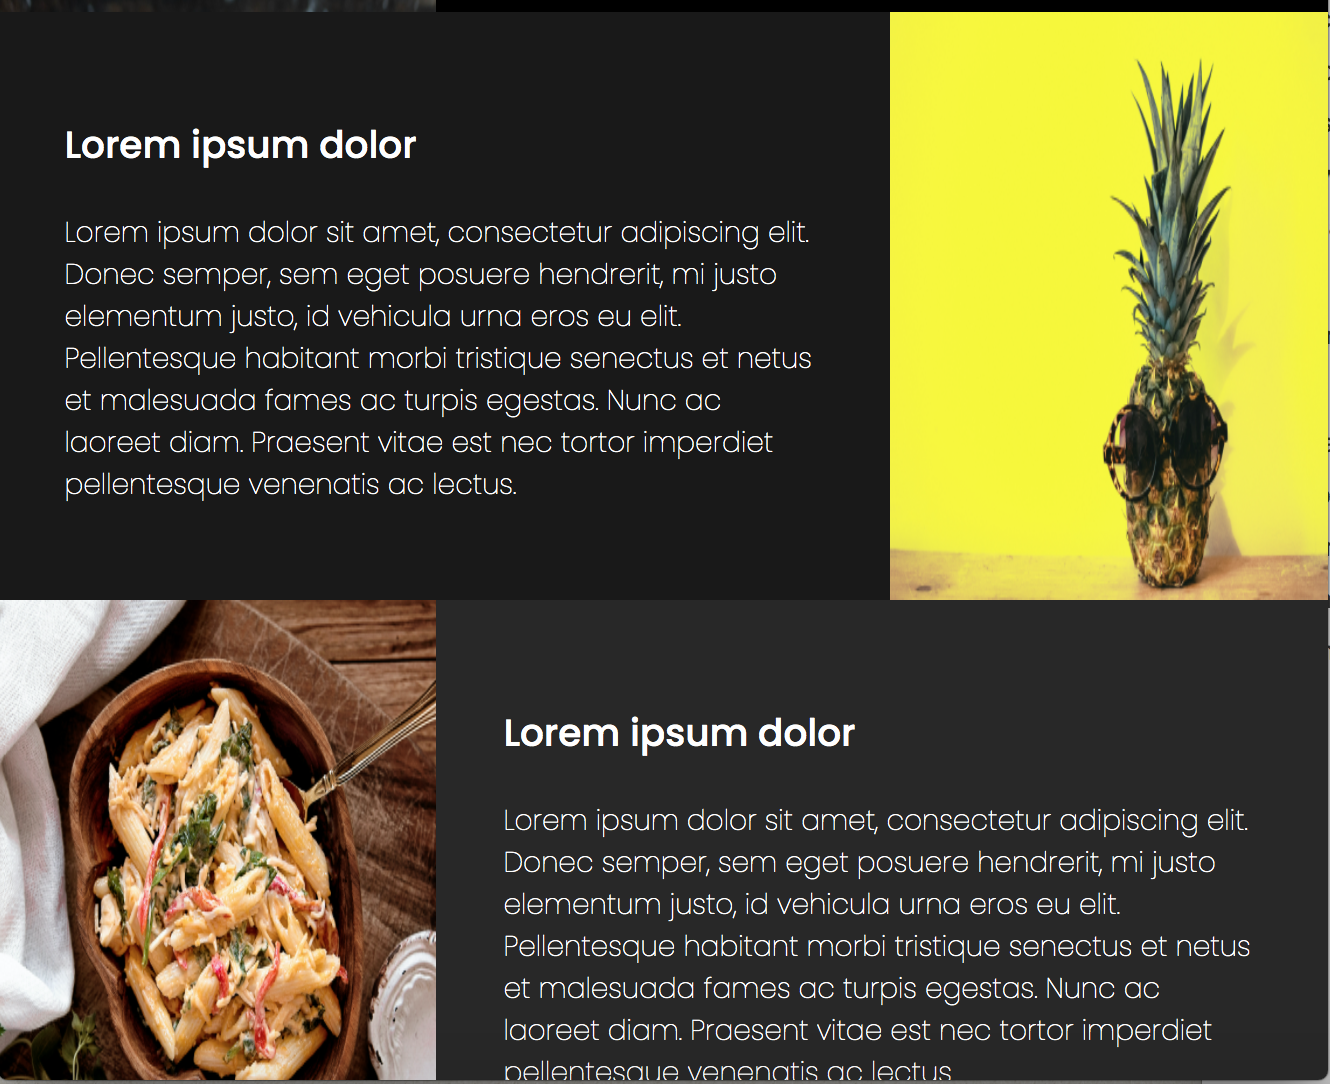 Lorem ipsum dolor
Lorem ipsum dolor sit amet, consectetur adipiscing elit.
Donec semper, sem eget posuere hendrerit, mi justo
elementum justo, id vehicula urna eros eu elit.
Pellentesque habitant morbi tristique senectus et netus
et malesuada fames ac turpis egestas. Nunc ac
laoreet diam. Praesent vitae est nec tortor imperdiet
pellentesque venenatis ac lectus.
Lorem ipsum dolor
Lorem ipsum dolor sit amet, consectetur adipiscing elit.
Donec semper, sem eget posuere hendrerit, mi justo
elementum justo, id vehicula urna eros eu elit.
Pellentesque habitant morbi tristique senectus et netus
et malesuada fames ac turpis egestas. Nunc ac
laoreet diam. Praesent vitae est nec tortor imperdiet
pellentesque venenatis ac lectus